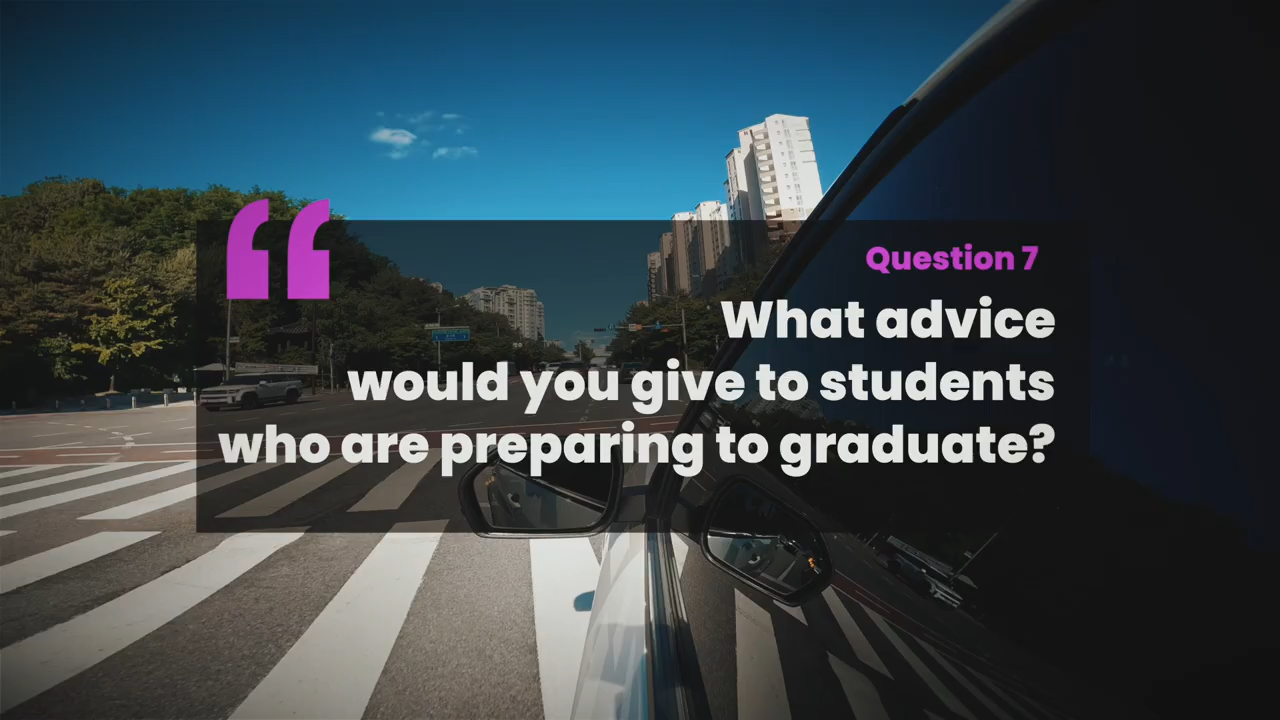 Question 7
What advice
would you give to students
who are preparing to graduate?